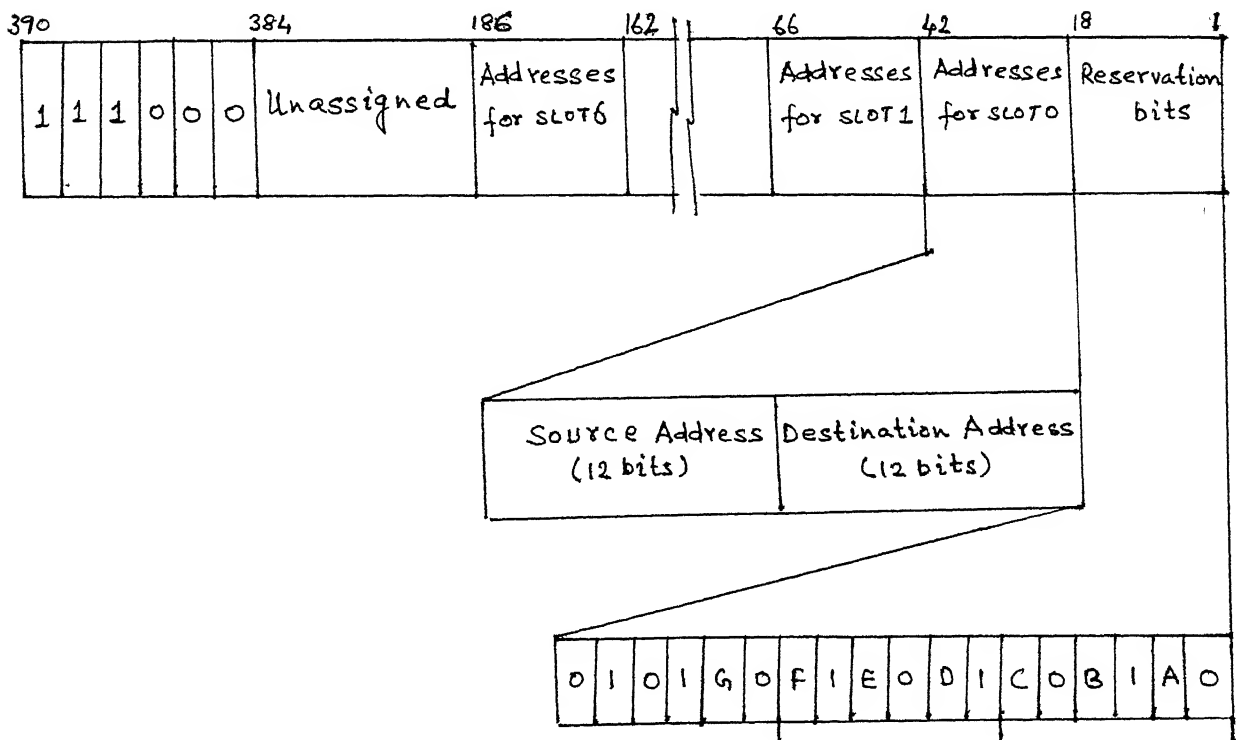 390 384 186 162 66 42 18 1
1 1 1 0 0 0
Unassigned
Addresses
for SLOT6
Addresses
for SLOT1
Addresses
for SLOT0
Reservation
bits
Source Address
(12 bits)
Destination Address
(12 bits)
0 1 0 1 G 0 F 1 E 0 D 1 C 0 B 1 A 0